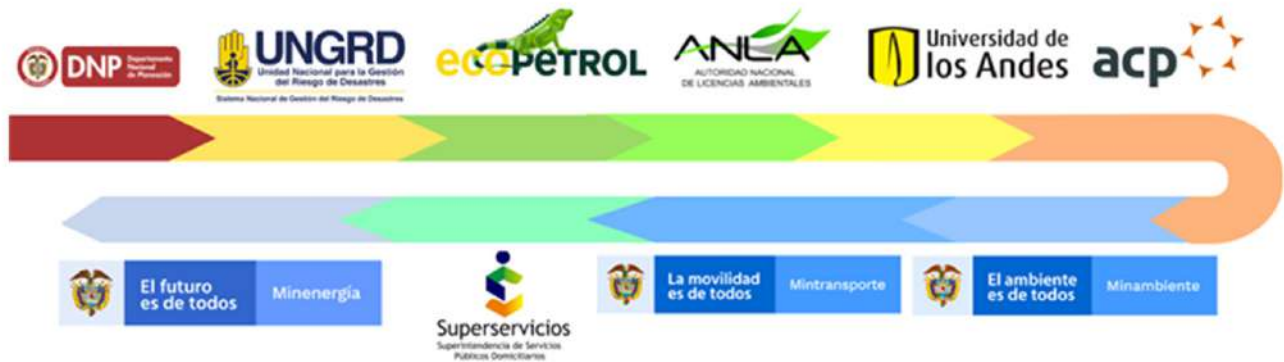 DNP Departamento
Nacional
de Planeación
UNGRD
Unidad Nacional para la Gestión
del Riesgo de Desastres
Sistema Nacional de Gestión del Riesgo de Desastres
ecoPETROL
ANLA
AUTORIDAD NACIONAL
DE LICENCIAS AMBIENTALES
Universidad de
los Andes
acp
El futuro
es de todos
Minenergía
Superservicios
Superintendencia de Servicios
Públicos Domiciliarios
La movilidad
es de todos
Mintransporte
El ambiente
es de todos
Minambiente